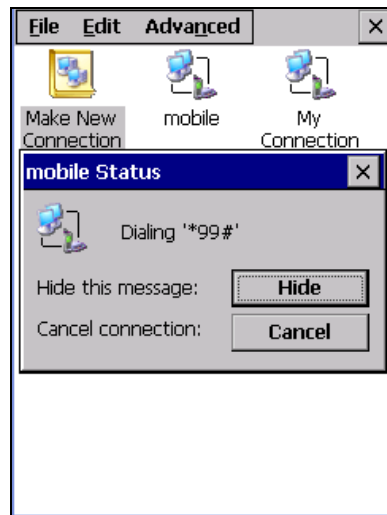 File Edit Advanced
Make New mobile My
Connection Connection
mobile Status
Dialing '*99#'
Hide this message: Hide
Cancel connection: Cancel